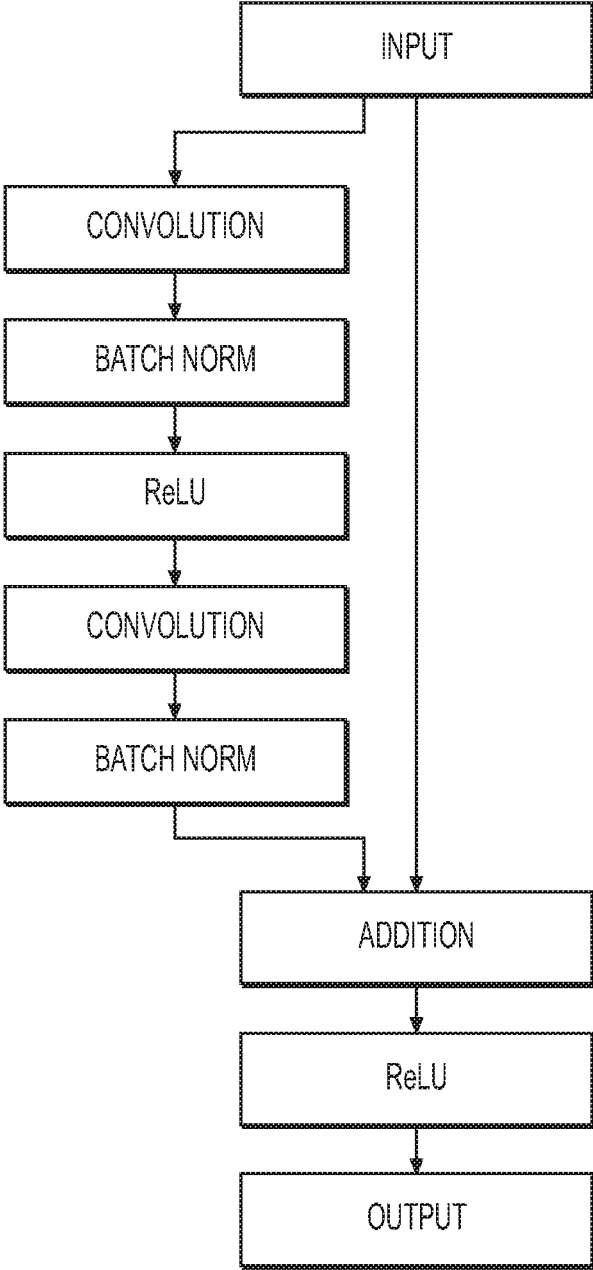 INPUT
CONVOLUTION
BATCH NORM
ReLU
CONVOLUTION
BATCH NORM
ADDITION
ReLU
OUTPUT